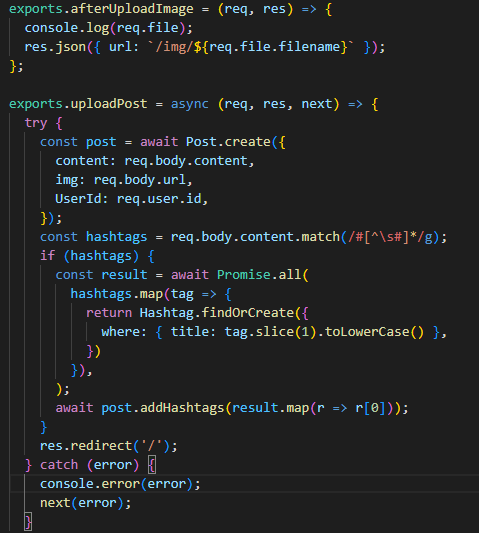 exports.afterUploadImage = (req, res) => {
  console.log(req.file);
  res.json({ url: `/img/${req.file.filename}` });
};

exports.uploadPost = async (req, res, next) => {
  try {
    const post = await Post.create({
      content: req.body.content,
      img: req.body.url,
      UserId: req.user.id,
    });
    const hashtags = req.body.content.match(/#[^\s#]*/g);
    if (hashtags) {
      const result = await Promise.all(
        hashtags.map(tag => {
          return Hashtag.findOrCreate({
            where: { title: tag.slice(1).toLowerCase() },
          })
        }),
      );
      await post.addHashtags(result.map(r => r[0]));
    }
    res.redirect('/');
  } catch (error) {
    console.error(error);
    next(error);
  }